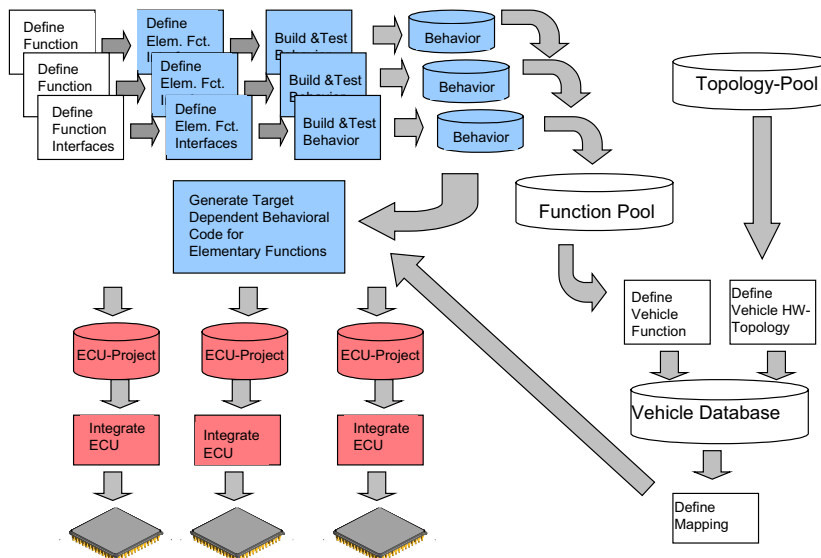 Define
Function
Define
Elem. Fct.
Build &Test
Behavior
Behavior
Define
Function
Define
Elem. Fct.
Build &Test
Behavior
Behavior
Define
Function
Interfaces
Define
Elem. Fct.
Interfaces
Build &Test
Behavior
Behavior
Topology-Pool
Function Pool
Generate Target
Dependent Behavioral
Code for
Elementary Functions
Define
Vehicle
Function
Define
Vehicle HW-
Topology
ECU-Project
ECU-Project
ECU-Project
Vehicle Database
Integrate
ECU
Integrate
ECU
Integrate
ECU
Define
Mapping